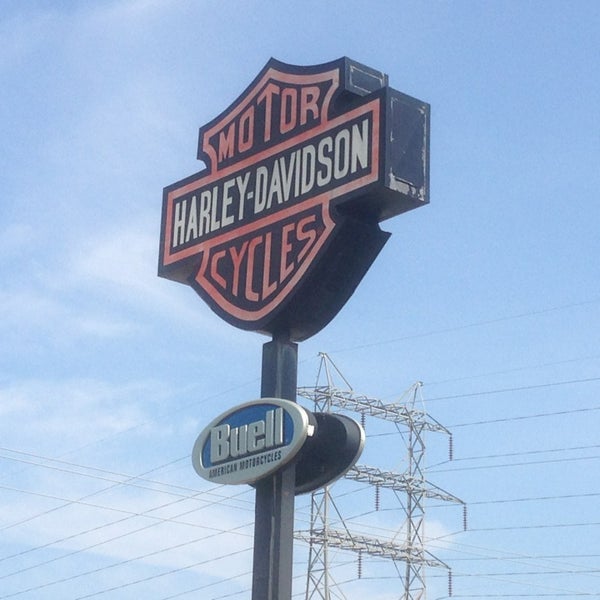 MOTOR
HARLEY-DAVIDSON
CYCLES
Buell
AMERICAN MOTORCYCLES